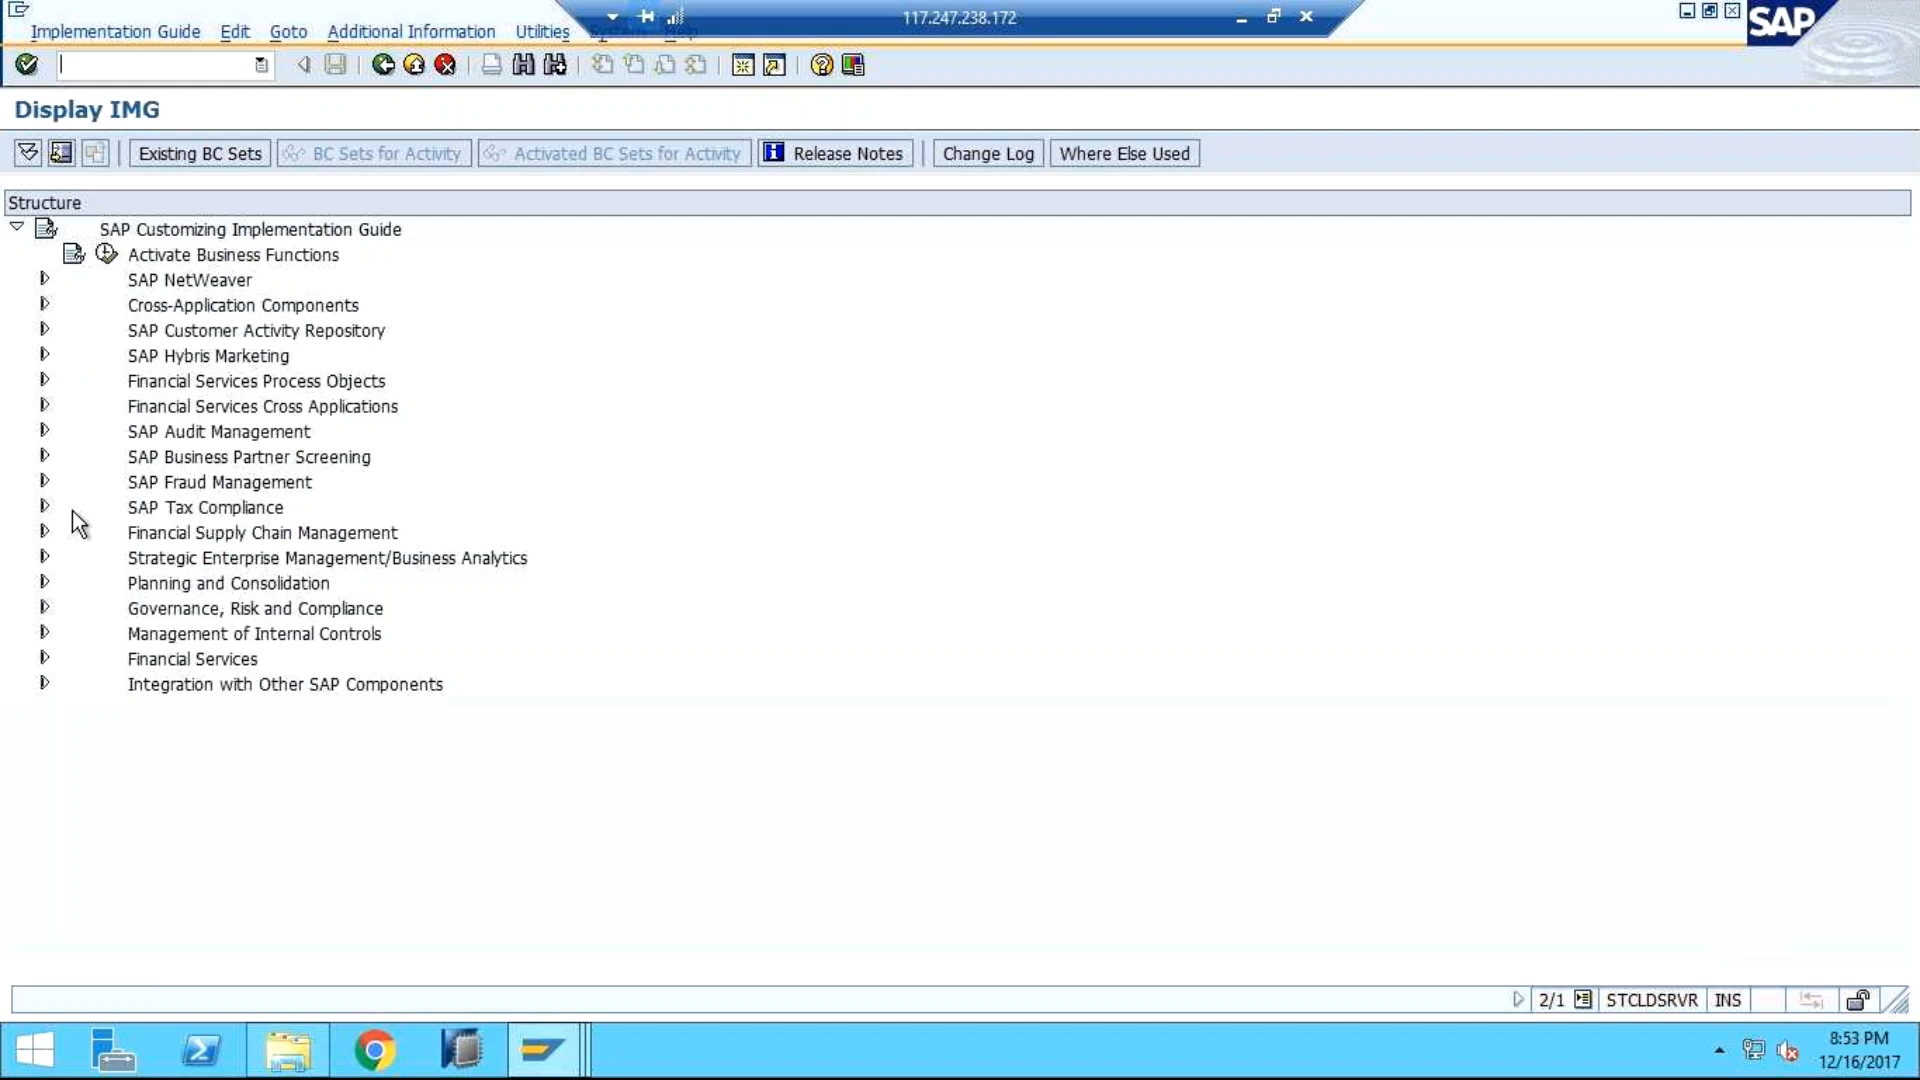 117.247.238.172
Implementation Guide Edit Goto Additional Information Utilities
SAP
Display IMG
Existing BC Sets BC Sets for Activity Activated BC Sets for Activity Release Notes Change Log Where Else Used
Structure
SAP Customizing Implementation Guide
Activate Business Functions
SAP NetWeaver
Cross-Application Components
SAP Customer Activity Repository
SAP Hybris Marketing
Financial Services Process Objects
Financial Services Cross Applications
SAP Audit Management
SAP Business Partner Screening
SAP Fraud Management
SAP Tax Compliance
Financial Supply Chain Management
Strategic Enterprise Management/Business Analytics
Planning and Consolidation
Governance, Risk and Compliance
Management of Internal Controls
Financial Services
Integration with Other SAP Components
2/1 STCLDSRVR INS
8:53 PM
12/16/2017